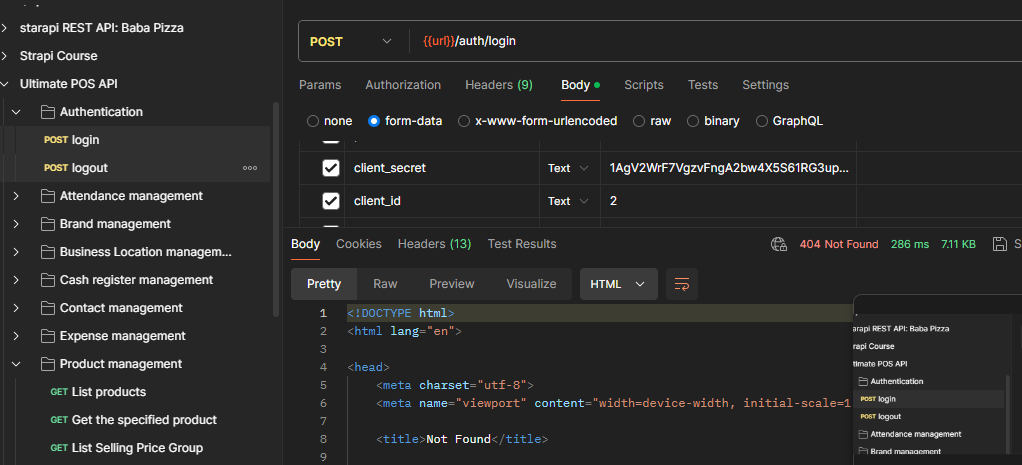 starapi REST API: Baba Pizza
Strapi Course
Ultimate POS API
Authentication
POST login
POST logout
Attendance management
Brand management
Business Location managem...
Cash register management
Contact management
Expense management
Product management
GET List products
GET Get the specified product
GET List Selling Price Group
POST
{{url}}/auth/login
Params Authorization Headers (9) Body Scripts Tests Settings
none form-data x-www-form-urlencoded raw binary GraphQL
client_secret Text 1AgV2WrF7VgzvFngA2bw4X5S61RG3up...
client_id Text 2
Body Cookies Headers (13) Test Results 404 Not Found 286 ms 7.11 KB S
Pretty Raw Preview Visualize HTML
1 <!DOCTYPE html>
2 <html lang="en">
3
4 <head>
5 <meta charset="utf-8">
6 <meta name="viewport" content="width=device-width, initial-scale=1
7
8 <title>Not Found</title>
9
arapi REST API: Baba Pizza
rapi Course
timate POS API
Authentication
POST login
POST logout
Attendance management
Brand management